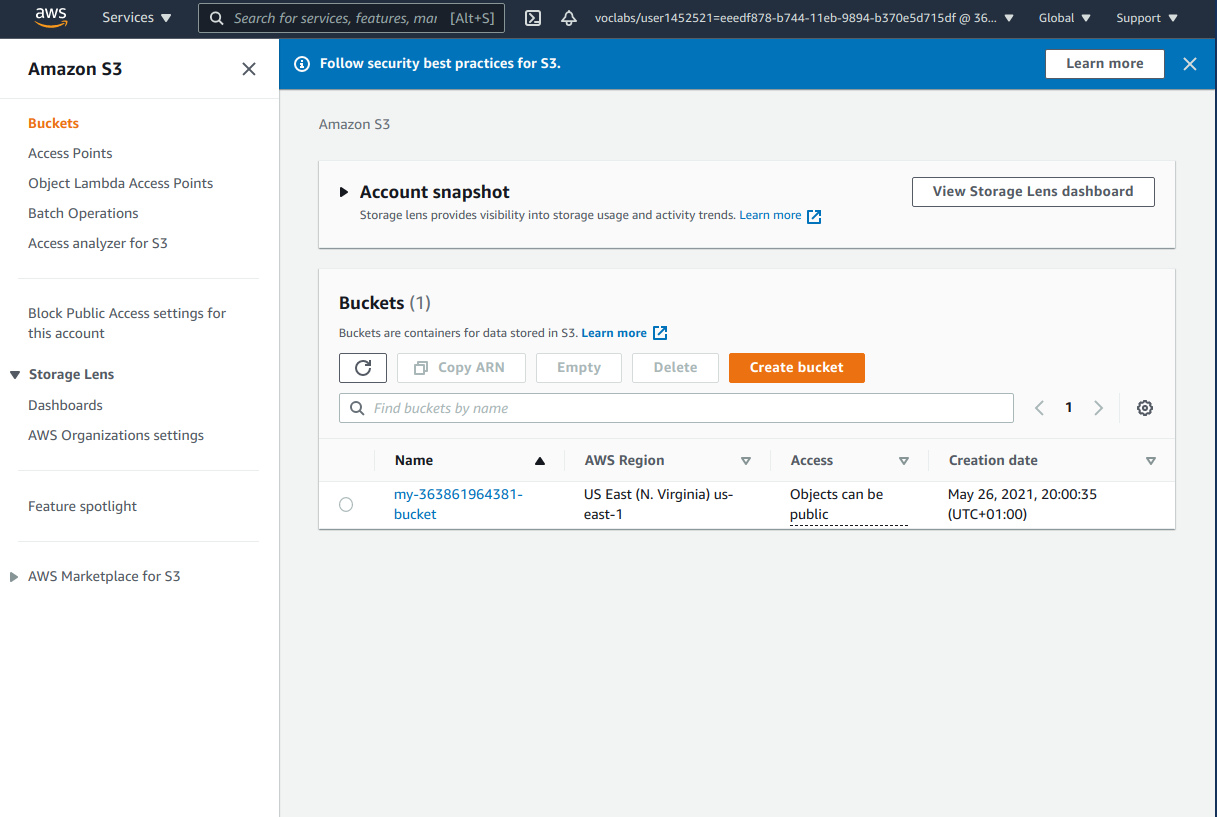 aws Services Search for services, features, mar [Alt+S] voclabs/user1452521=eeedf878-b744-11eb-9894-b370e5d715df @ 36... Global Support
Amazon S3
Buckets
Access Points
Object Lambda Access Points
Batch Operations
Access analyzer for S3
Block Public Access settings for
this account
Storage Lens
Dashboards
AWS Organizations settings
Feature spotlight
AWS Marketplace for S3
Follow security best practices for S3. Learn more
Amazon S3
Account snapshot View Storage Lens dashboard
Storage lens provides visibility into storage usage and activity trends. Learn more
Buckets (1)
Buckets are containers for data stored in S3. Learn more
Copy ARN Empty Delete Create bucket
Find buckets by name 1
Name AWS Region Access Creation date
my-363861964381- US East (N. Virginia) us- Objects can be May 26, 2021, 20:00:35
bucket east-1 public (UTC+01:00)